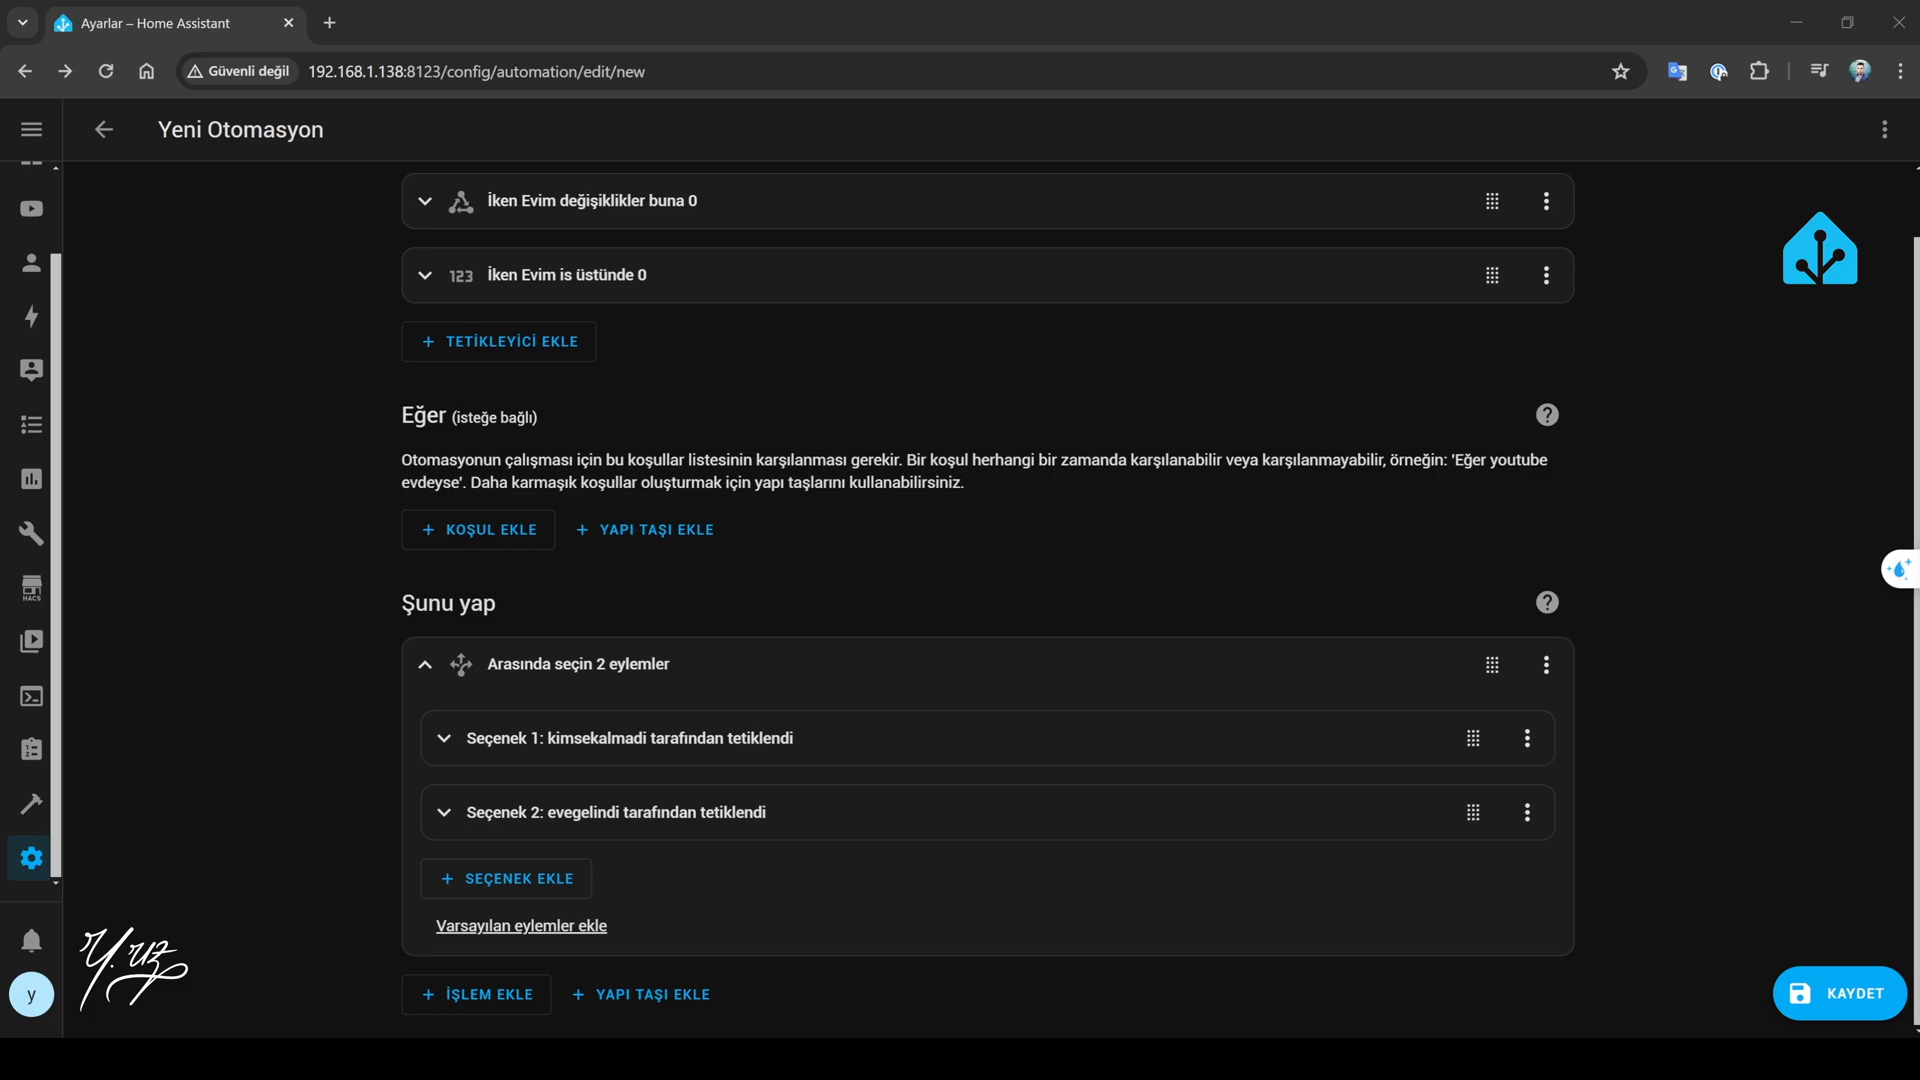 Ayarlar – Home Assistant
Güvenli değil
192.168.1.138:8123/config/automation/edit/new
Yeni Otomasyon
İken Evim değişiklikler buna 0
123
İken Evim is üstünde 0
+ TETİKLEYİCİ EKLE
Eğer (isteğe bağlı)
Otomasyonun çalışması için bu koşullar listesinin karşılanması gerekir. Bir koşul herhangi bir zamanda karşılanabilir veya karşılanmayabilir, örneğin: 'Eğer youtube
evdeyse'. Daha karmaşık koşullar oluşturmak için yapı taşlarını kullanabilirsiniz.
+ KOŞUL EKLE + YAPI TAŞI EKLE
HACS
Şunu yap
Arasında seçin 2 eylemler
Seçenek 1: kimsekalmadi tarafından tetiklendi
Seçenek 2: evegelindi tarafından tetiklendi
+ SEÇENEK EKLE
Varsayılan eylemler ekle
Y.uz
y
+ İŞLEM EKLE + YAPI TAŞI EKLE
KAYDET